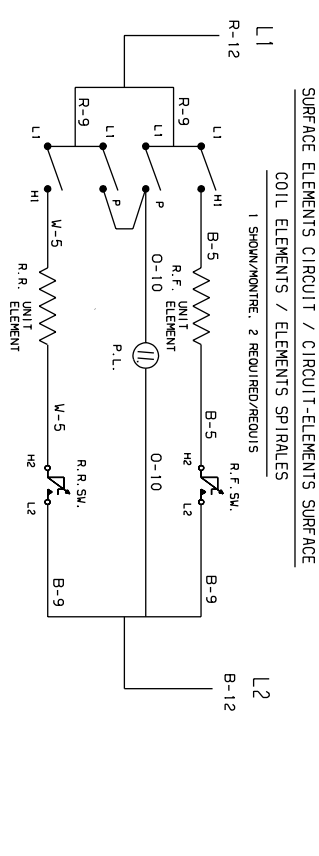 SURFACE ELEMENTS CIRCUIT / CIRCUIT-ELEMENTS SURFACE
COIL ELEMENTS / ELEMENTS SPIRALES
1 SHOWN/MONTRE, 2 REQUIRED/REQUIS
L1
R-12
L2
B-12
R-9
L1
H1
B-5
R.F. UNIT
ELEMENT
B-5
H2
R.F.SW.
L2
B-9
L1
P
O-10
P.L.
O-10
R-9
L1
P
L1
H1
W-5
R.R. UNIT
ELEMENT
W-5
H2
R.R.SW.
L2
B-9